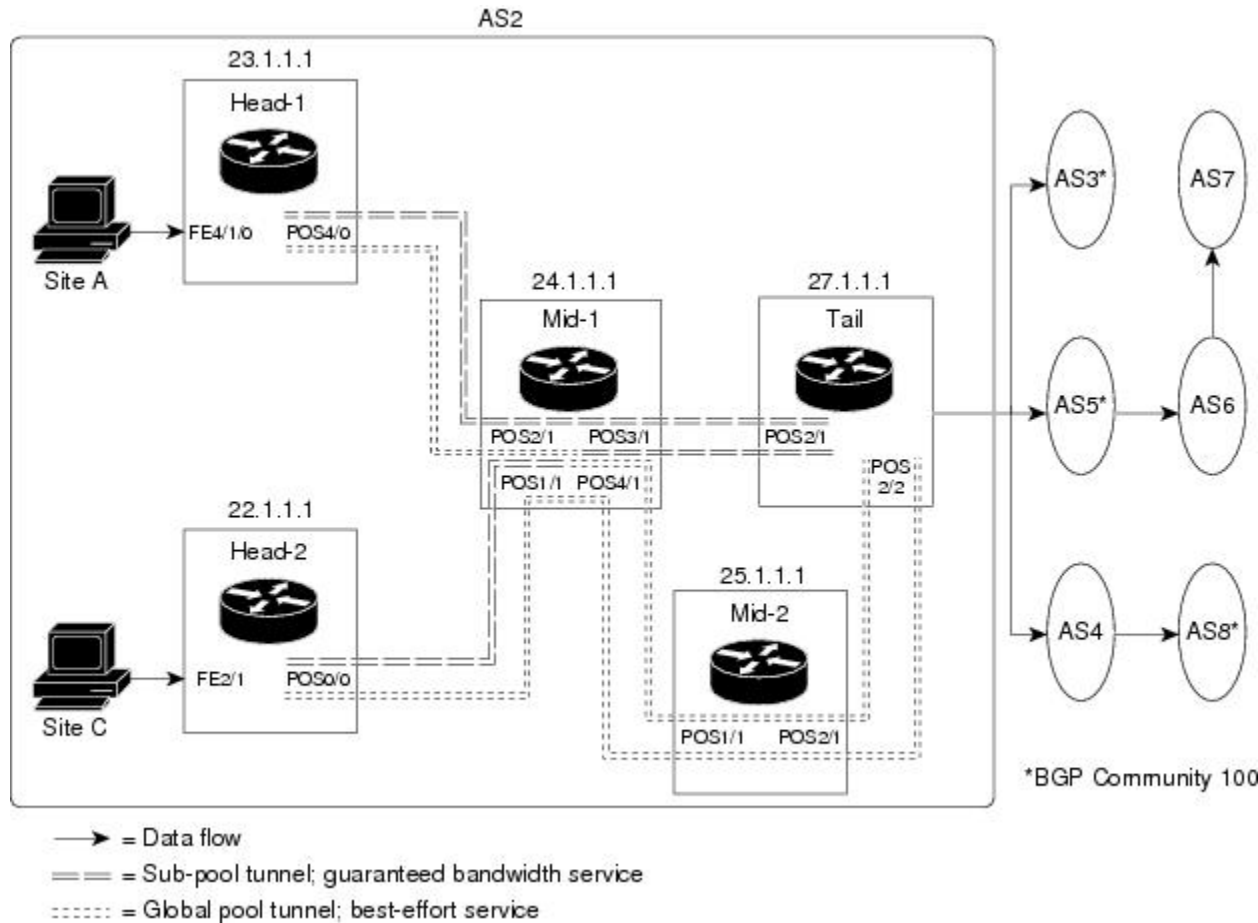 AS2
23.1.1.1
Head-1
FE4/1/0
POS4/0
Site A
24.1.1.1
Mid-1
POS2/1
POS3/1
POS1/1
POS4/1
27.1.1.1
Tail
POS2/1
POS
2/2
22.1.1.1
Head-2
FE2/1
POS0/0
Site C
25.1.1.1
Mid-2
POS1/1
POS2/1
AS3*
AS7
AS5*
AS6
AS4
AS8*
*BGP Community 100
= Data flow
= Sub-pool tunnel; guaranteed bandwidth service
= Global pool tunnel; best-effort service